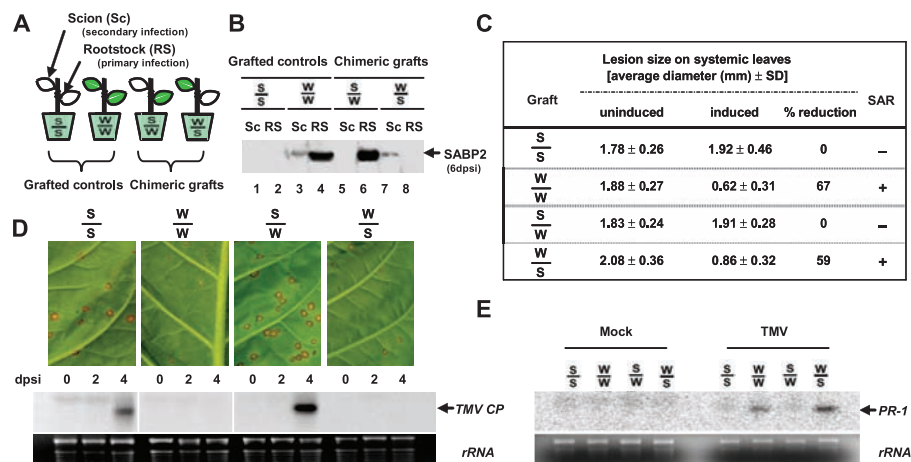 A
Scion (Sc)
(secondary infection)
Rootstock (RS)
(primary infection)
S/S W/W S/W W/S
Grafted controls Chimeric grafts
B
Grafted controls Chimeric grafts
S/S W/W S/W W/S
Sc RS Sc RS Sc RS Sc RS
SABP2
(6dpsi)
1 2 3 4 5 6 7 8
C
Lesion size on systemic leaves
[average diameter (mm) ± SD]
Graft uninduced induced % reduction SAR
S/S 1.78 ± 0.26 1.92 ± 0.46 0 –
W/W 1.88 ± 0.27 0.62 ± 0.31 67 +
S/W 1.83 ± 0.24 1.91 ± 0.28 0 –
W/S 2.08 ± 0.36 0.86 ± 0.32 59 +
D
S/S W/W S/W W/S
dpsi 0 2 4 0 2 4 0 2 4 0 2 4
TMV CP
rRNA
E
Mock TMV
S/S W/W S/W W/S S/S W/W S/W W/S
PR-1
rRNA